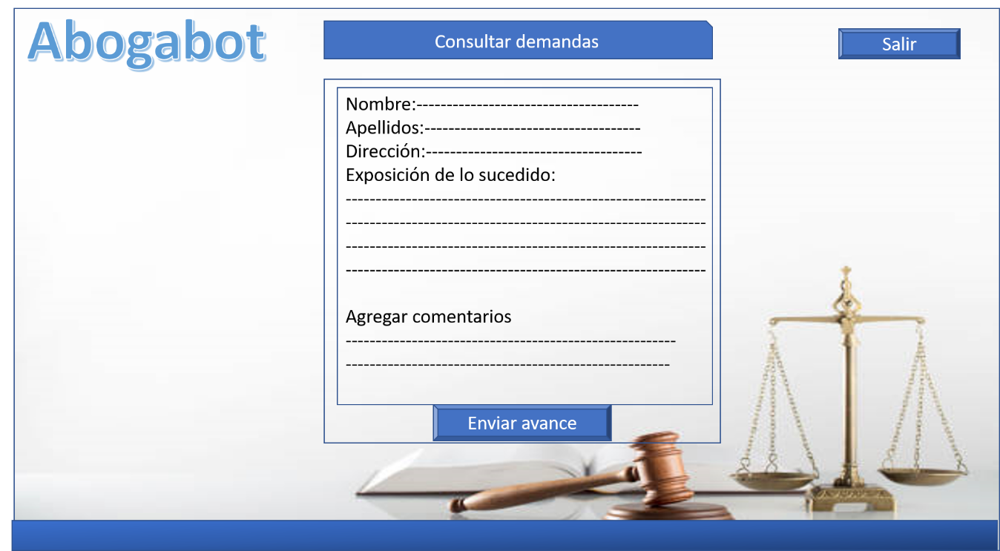 Abogabot
Consultar demandas
Salir
Nombre:-------------------------------------
Apellidos:------------------------------------
Dirección:------------------------------------
Exposición de lo sucedido:
------------------------------------------------------------
------------------------------------------------------------
------------------------------------------------------------
------------------------------------------------------------
Agregar comentarios
-------------------------------------------------------
------------------------------------------------------
Enviar avance